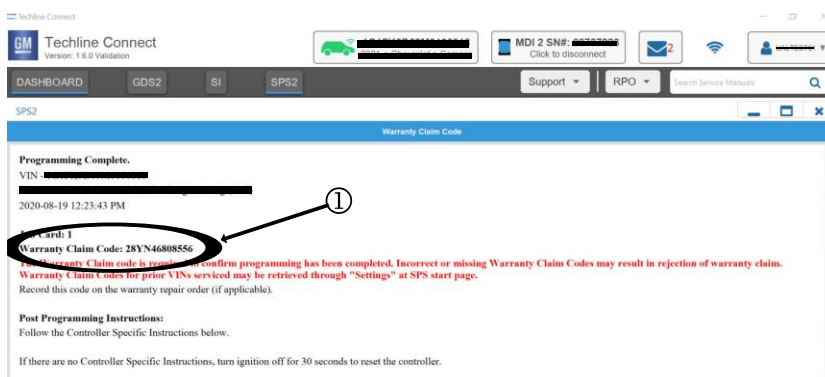 Techline Connect
GM
Techline Connect
Version: 1.6.0 Validation
MDI 2 SN#:
Click to disconnect
2
DASHBOARD GDS2 SI SPS2 Support RPO Search Service Manuals
SPS2
Warranty Claim Code
Programming Complete.
VIN -
2020-08-19 12:23:43 PM
①
Card: 1
Warranty Claim Code: 28YN46808556
The Warranty Claim code is required to confirm programming has been completed. Incorrect or missing Warranty Claim Codes may result in rejection of warranty claim.
Warranty Claim Codes for prior VINs serviced may be retrieved through "Settings" at SPS start page.
Record this code on the warranty repair order (if applicable).
Post Programming Instructions:
Follow the Controller Specific Instructions below.
If there are no Controller Specific Instructions, turn ignition off for 30 seconds to reset the controller.